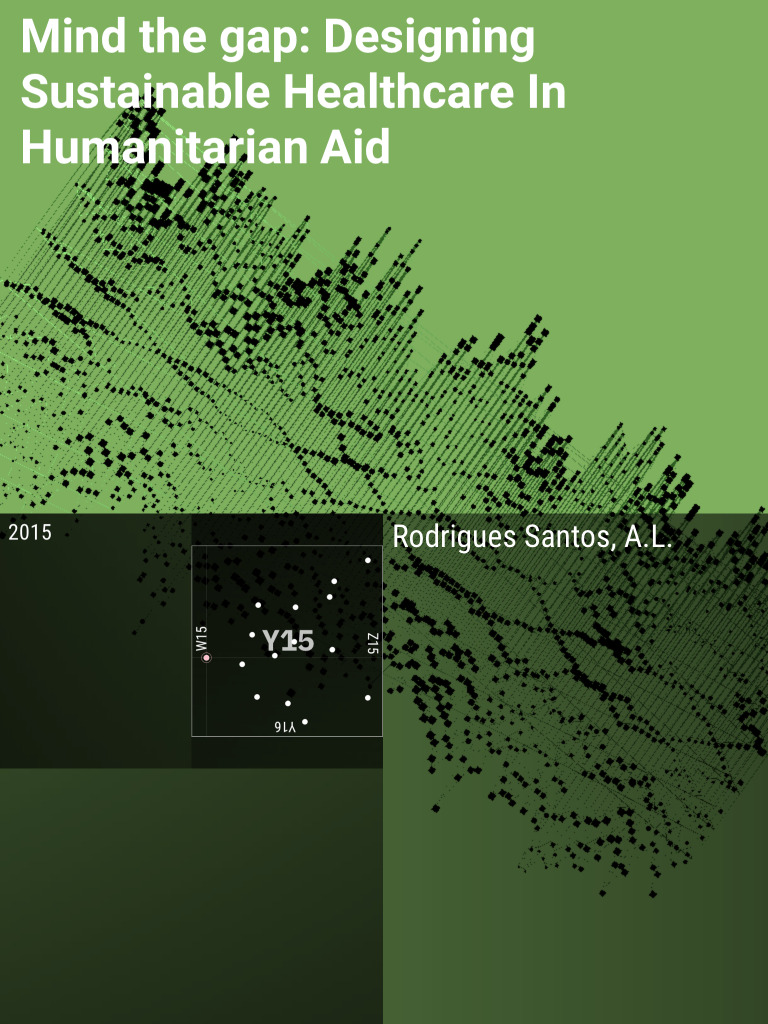 Mind the gap: Designing
Sustainable Healthcare In
Humanitarian Aid
2015
Rodrigues Santos, A.L.
W15
Y15
Z15
Y16